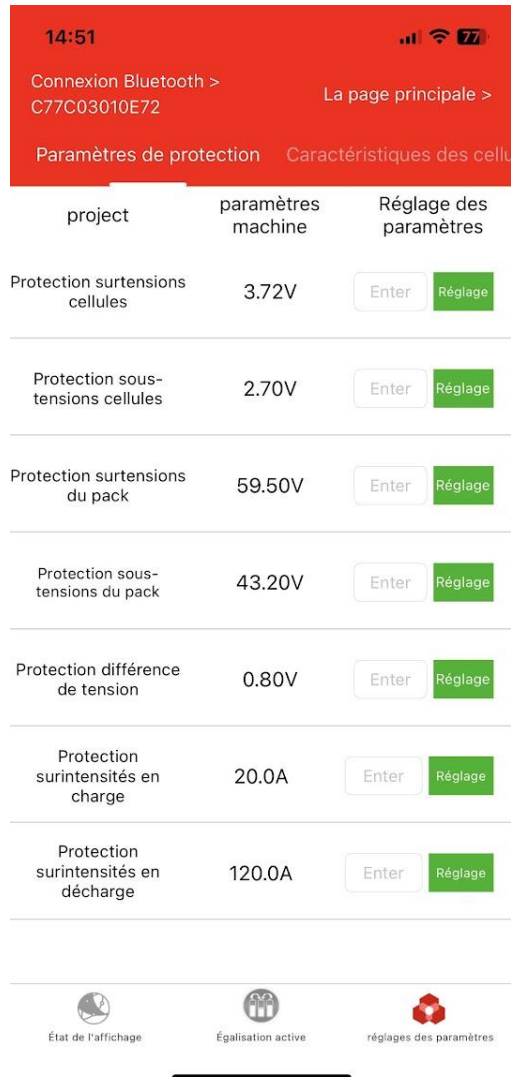 14:51
77
Connexion Bluetooth >
C77C03010E72
La page principale >
Paramètres de protection
Caractéristiques des cellu
project
paramètres
machine
Réglage des
paramètres
Protection surtensions
cellules
3.72V
Enter
Réglage
Protection sous-
tensions cellules
2.70V
Enter
Réglage
Protection surtensions
du pack
59.50V
Enter
Réglage
Protection sous-
tensions du pack
43.20V
Enter
Réglage
Protection différence
de tension
0.80V
Enter
Réglage
Protection
surintensités en
charge
20.0A
Enter
Réglage
Protection
surintensités en
décharge
120.0A
Enter
Réglage
État de l'affichage
Égalisation active
réglages des paramètres